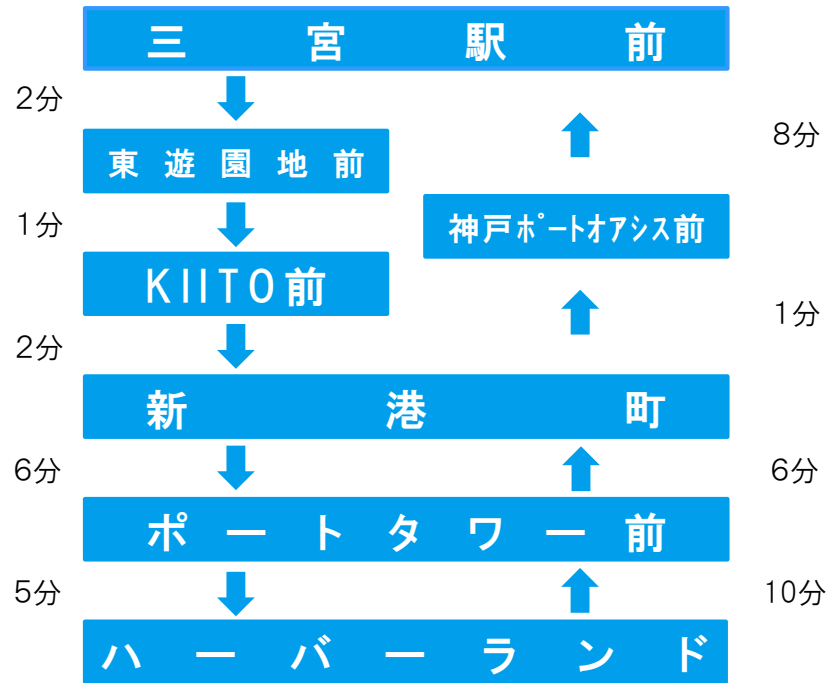 三宮駅前
2分
8分
東遊園地前
1分
神戸ﾎﾟｰﾄｵｱｼｽ前
KIITO前
1分
2分
新港町
6分
6分
ポートタワー前
5分
10分
ハーバーランド